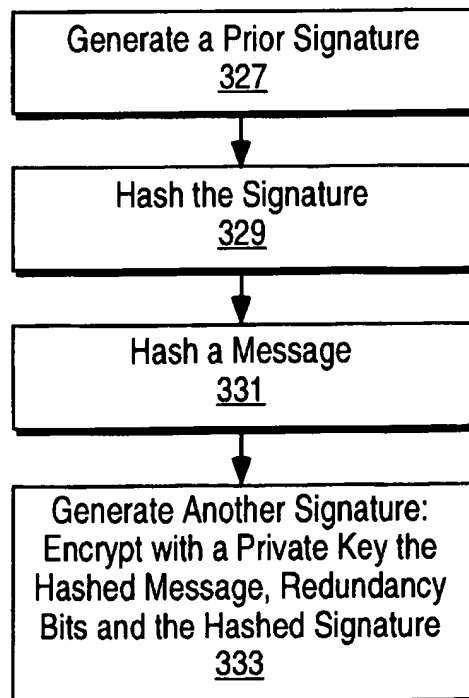 Generate a Prior Signature
327
Hash the Signature
329
Hash a Message
331
Generate Another Signature:
Encrypt with a Private Key the
Hashed Message, Redundancy
Bits and the Hashed Signature
333